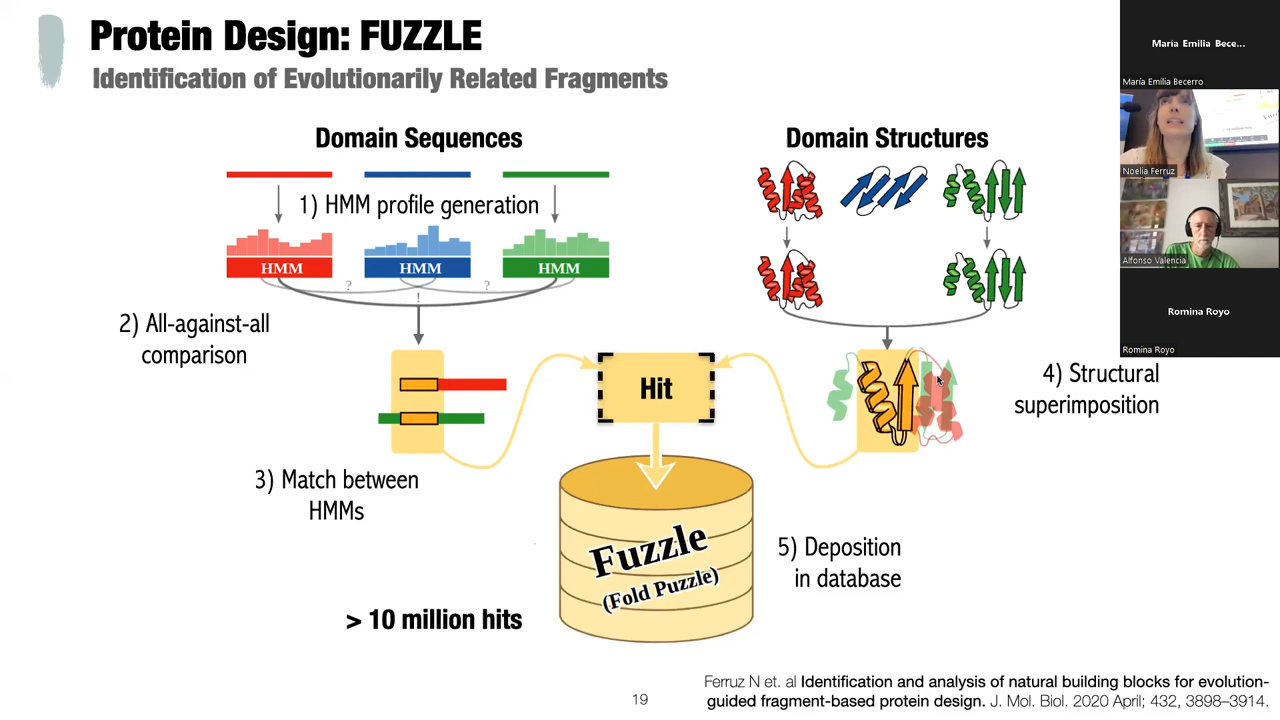 Protein Design: FUZZLE
Identification of Evolutionarily Related Fragments
Domain Sequences
Domain Structures
1) HMM profile generation
HMM
HMM
HMM
?
?
!
2) All-against-all
comparison
Hit
4) Structural
superimposition
3) Match between
HMMs
Fuzzle
(Fold Puzzle)
5) Deposition
in database
> 10 million hits
Ferruz N et. al Identification and analysis of natural building blocks for evolution-
guided fragment-based protein design. J. Mol. Biol. 2020 April; 432, 3898–3914.
19
María Emilia Bece...
María Emilia Becerro
Noelia Ferruz
Alfonso Valencia
Romina Royo
Romina Royo